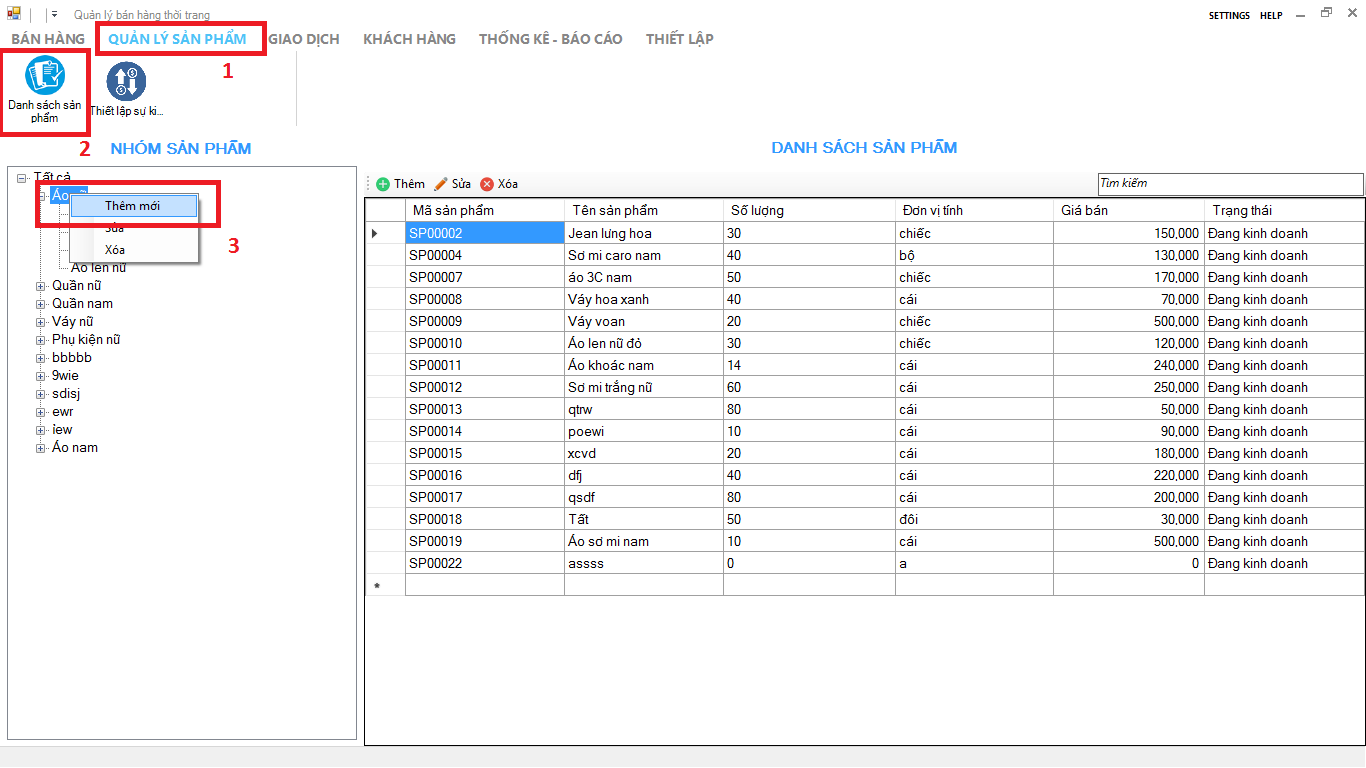 Quản lý bán hàng thời trang
SETTINGS HELP
BÁN HÀNG QUẢN LÝ SẢN PHẨM GIAO DỊCH KHÁCH HÀNG THỐNG KÊ - BÁO CÁO THIẾT LẬP
1
Danh sách sản
phẩm
Thiết lập sự ki...
2
NHÓM SẢN PHẨM
Tất cả
Thêm mới
Sửa
Xóa
3
Áo len nữ
Quần nữ
Quần nam
Váy nữ
Phụ kiện nữ
bbbbb
9wie
sdisj
ewr
iew
Áo nam
DANH SÁCH SẢN PHẨM
Thêm Sửa Xóa Tìm kiếm
Mã sản phẩm Tên sản phẩm Số lượng Đơn vị tính Giá bán Trạng thái
SP00002 Jean lưng hoa 30 chiếc 150,000 Đang kinh doanh
SP00004 Sơ mi caro nam 40 bộ 130,000 Đang kinh doanh
SP00007 áo 3C nam 50 chiếc 170,000 Đang kinh doanh
SP00008 Váy hoa xanh 40 cái 70,000 Đang kinh doanh
SP00009 Váy voan 20 chiếc 500,000 Đang kinh doanh
SP00010 Áo len nữ đỏ 30 chiếc 120,000 Đang kinh doanh
SP00011 Áo khoác nam 14 cái 240,000 Đang kinh doanh
SP00012 Sơ mi trắng nữ 60 cái 250,000 Đang kinh doanh
SP00013 qtrw 80 cái 50,000 Đang kinh doanh
SP00014 poewi 10 cái 90,000 Đang kinh doanh
SP00015 xcvd 20 cái 180,000 Đang kinh doanh
SP00016 dfj 40 cái 220,000 Đang kinh doanh
SP00017 qsdf 80 cái 200,000 Đang kinh doanh
SP00018 Tất 50 đôi 30,000 Đang kinh doanh
SP00019 Áo sơ mi nam 10 cái 500,000 Đang kinh doanh
SP00022 assss 0 a 0 Đang kinh doanh